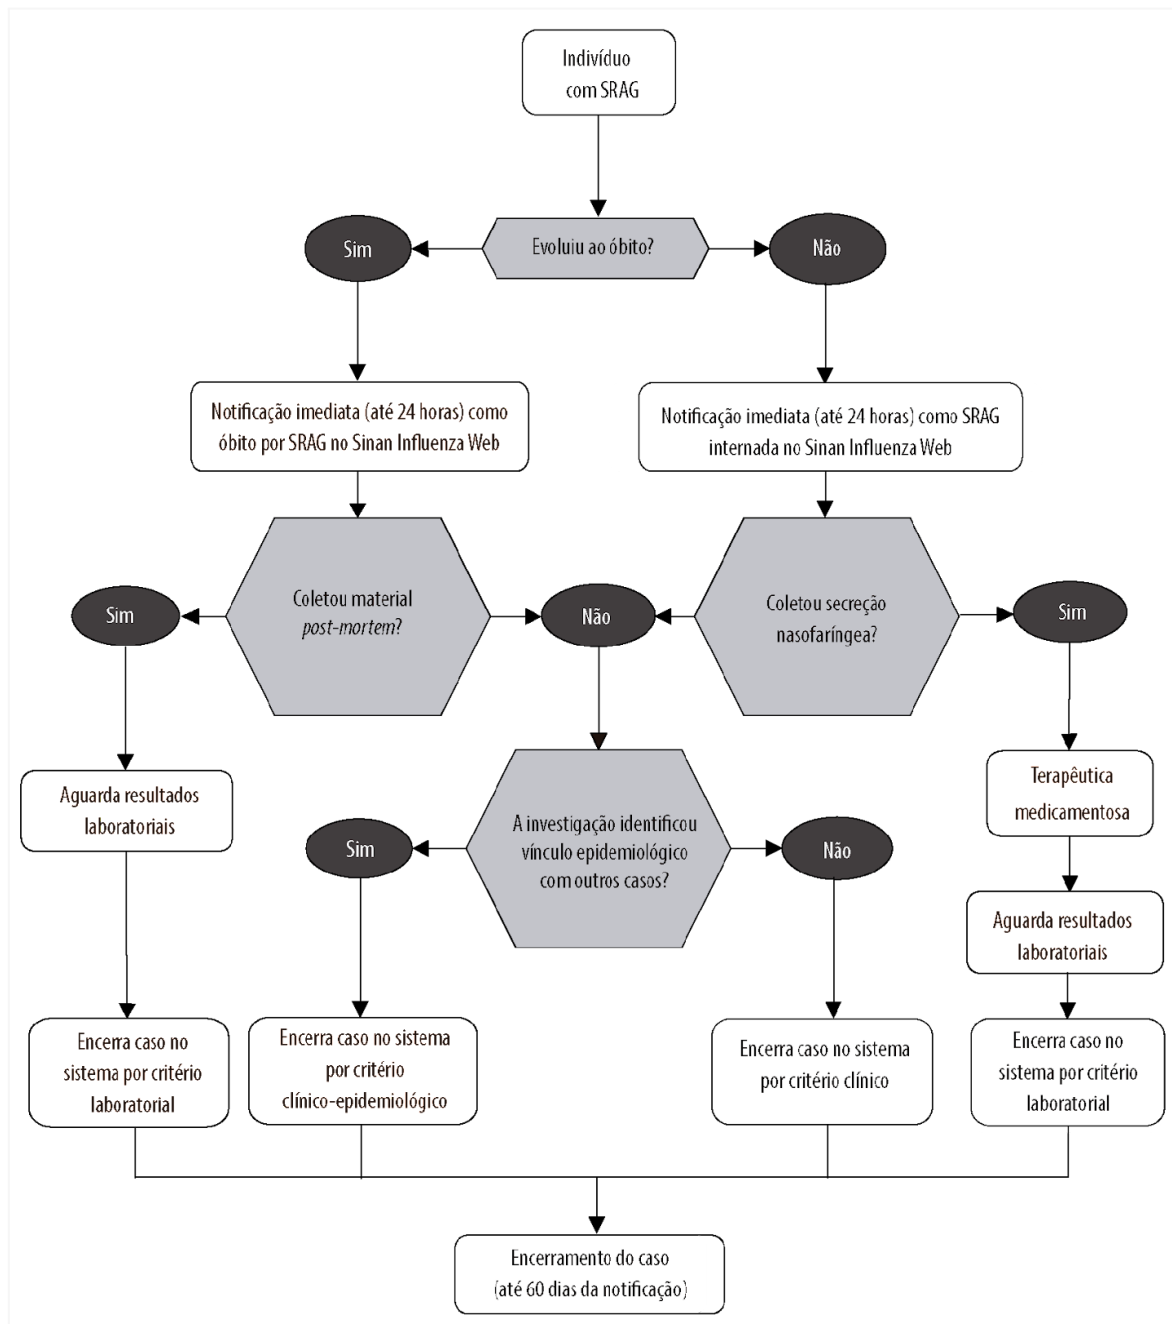 Indivíduo
com SRAG
Sim
Evoluiu ao óbito?
Não
Notificação imediata (até 24 horas) como
óbito por SRAG no Sinan Influenza Web
Notificação imediata (até 24 horas) como SRAG
internada no Sinan Influenza Web
Sim
Coletou material
post-mortem?
Não
Coletou secreção
nasofaríngea?
Sim
Aguarda resultados
laboratoriais
Sim
A investigação identificou
vínculo epidemiológico
com outros casos?
Não
Terapêutica
medicamentosa
Aguarda resultados
laboratoriais
Encerra caso no
sistema por critério
laboratorial
Encerra caso no sistema
por critério
clínico-epidemiológico
Encerra caso no sistema
por critério clínico
Encerra caso no
sistema por critério
laboratorial
Encerramento do caso
(até 60 dias da notificação)